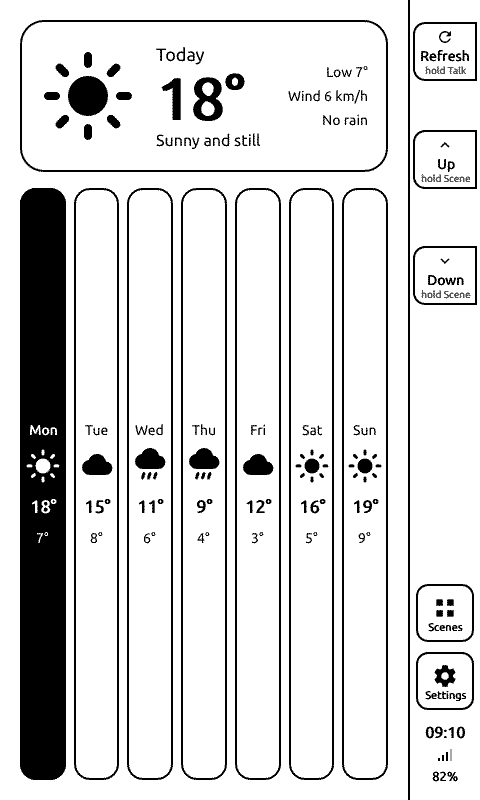 Today
18°
Sunny and still
Low 7°
Wind 6 km/h
No rain
Mon Tue Wed Thu Fri Sat Sun
18° 15° 11° 9° 12° 16° 19°
7° 8° 6° 4° 3° 5° 9°
Refresh
hold Talk
Up
hold Scene
Down
hold Scene
Scenes
Settings
09:10
82%